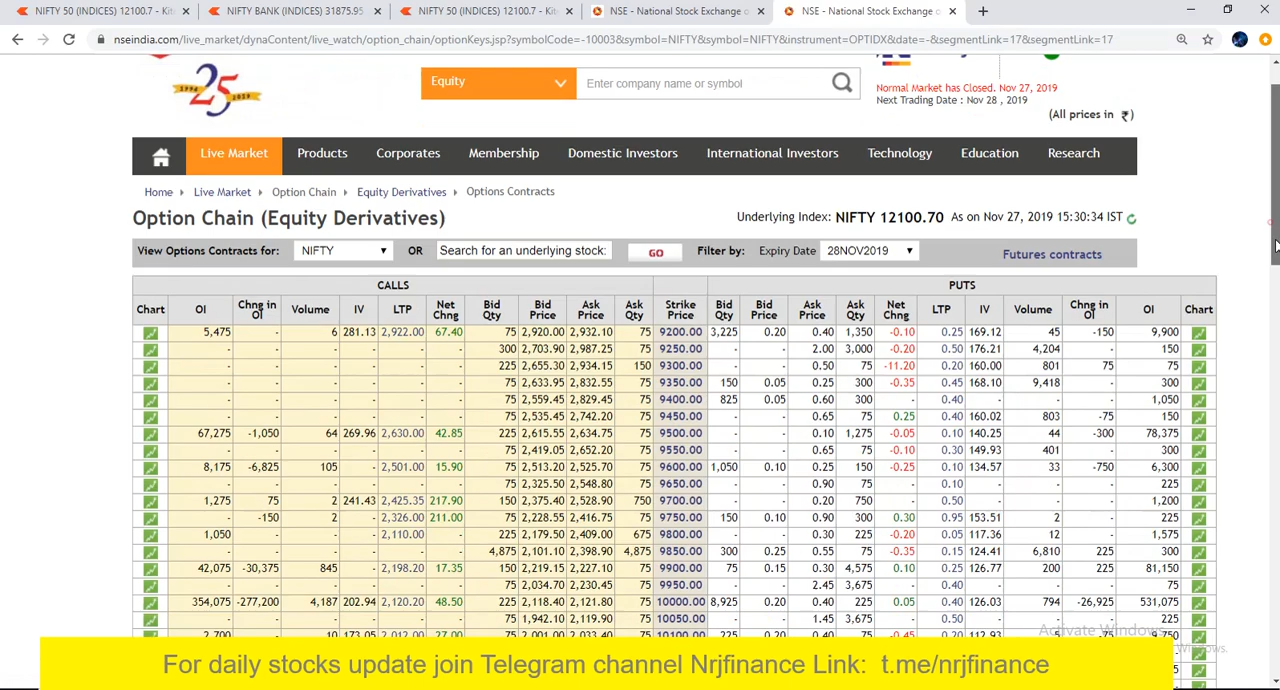 NIFTY 50 (INDICES) 12100.7 - Kit
NIFTY BANK (INDICES) 31875.95
NIFTY 50 (INDICES) 12100.7 - Kit
NSE - National Stock Exchange o
NSE - National Stock Exchange o
nseindia.com/live_market/dynaContent/live_watch/option_chain/optionKeys.jsp?symbolCode=-10003&symbol=NIFTY&symbol=NIFTY&instrument=OPTIDX&date=-&segmentLink=17&segmentLink=17
25
Equity
Enter company name or symbol
Normal Market has Closed. Nov 27, 2019
Next Trading Date : Nov 28 , 2019
(All prices in ₹)
Live Market Products Corporates Membership Domestic Investors International Investors Technology Education Research
Home Live Market Option Chain Equity Derivatives Options Contracts
Option Chain (Equity Derivatives)
Underlying Index: NIFTY 12100.70 As on Nov 27, 2019 15:30:34 IST
View Options Contracts for: NIFTY OR Search for an underlying stock: GO Filter by: Expiry Date 28NOV2019 Futures contracts
CALLS PUTS
Chart OI Chng in OI Volume IV LTP Net Chng Bid Qty Bid Price Ask Price Ask Qty Strike Price Bid Qty Bid Price Ask Price Ask Qty Net Chng LTP IV Volume Chng in OI OI Chart
5,475 - 6 281.13 2,922.00 67.40 75 2,920.00 2,932.10 75 9200.00 3,225 0.20 0.40 1,350 -0.10 0.25 169.12 45 -150 9,900
- - - - - - 300 2,703.90 2,987.25 75 9250.00 - - 2.00 3,000 -0.20 0.50 176.21 4,204 - 150
- - - - - - 225 2,655.30 2,934.15 150 9300.00 - - 0.50 75 -11.20 0.20 160.00 801 75 75
- - - - - - 75 2,633.95 2,832.55 75 9350.00 150 0.05 0.25 300 -0.35 0.45 168.10 9,418 - 300
- - - - - - 75 2,559.45 2,829.45 75 9400.00 825 0.05 0.60 300 - 0.40 - - - 1,050
- - - - - - 75 2,535.45 2,742.20 75 9450.00 - - 0.65 75 0.25 0.40 160.02 803 -75 150
67,275 -1,050 64 269.96 2,630.00 42.85 225 2,615.55 2,634.75 75 9500.00 - - 0.10 1,275 -0.05 0.10 140.25 44 -300 78,375
- - - - - - 75 2,419.05 2,652.20 75 9550.00 - - 0.65 75 -0.10 0.30 149.93 401 - 300
8,175 -6,825 105 - 2,501.00 15.90 75 2,513.20 2,525.70 75 9600.00 1,050 0.10 0.25 150 -0.25 0.10 134.57 33 -750 6,300
- - - - - - 75 2,325.50 2,548.80 75 9650.00 - - 0.90 75 - 0.10 - - - 225
1,275 75 2 241.43 2,425.35 217.90 150 2,375.40 2,528.90 750 9700.00 - - 0.20 750 - 0.50 - - - 1,200
- -150 2 - 2,326.00 211.00 75 2,228.55 2,416.75 75 9750.00 150 0.10 0.90 300 0.30 0.95 153.51 2 - 225
1,050 - - - 2,110.00 - 225 2,179.50 2,409.00 675 9800.00 - - 0.30 225 -0.20 0.05 117.36 12 - 1,575
- - - - - - 4,875 2,101.10 2,398.90 4,875 9850.00 300 0.25 0.55 75 -0.35 0.15 124.41 6,810 225 300
42,075 -30,375 845 - 2,198.20 17.35 150 2,219.15 2,227.10 75 9900.00 75 0.15 0.30 4,575 0.10 0.25 126.77 200 225 81,150
- - - - - - 75 2,034.70 2,230.45 75 9950.00 - - 2.45 3,675 - 0.40 - - - -
354,075 -277,200 4,187 202.94 2,120.20 48.50 225 2,118.40 2,121.80 75 10000.00 8,925 0.20 0.40 225 0.05 0.40 126.03 794 -26,925 531,075
- - - - - - 75 1,942.10 2,119.90 75 10050.00 - - 1.45 3,675 - 0.50 - - - 225
Activate Windows
For daily stocks update join Telegram channel Nrjfinance Link: t.me/nrjfinance